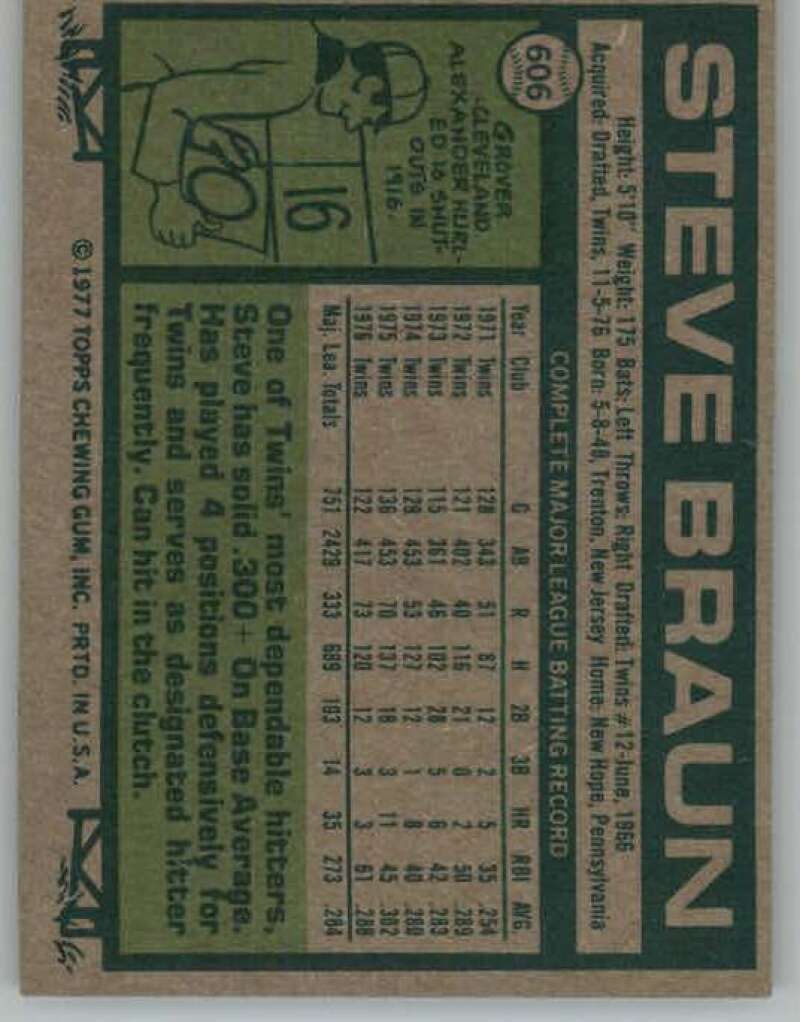 STEVE BRAUN
Height: 5'10" Weight: 175 Bats: Left Throws: Right Drafted: Twins #12-June, 1966
Acquired: Drafted, Twins, 11-5-76 Born: 5-8-48, Trenton, New Jersey Home: New Hope, Pennsylvania
606
COMPLETE MAJOR LEAGUE BATTING RECORD
Year Club G AB R H 2B 3B HR RBI AVG
1971 Twins 128 343 51 87 12 2 5 35 .254
1972 Twins 121 402 40 116 21 0 2 50 .289
1973 Twins 115 361 46 102 28 5 6 42 .283
1974 Twins 129 453 53 127 12 1 8 40 .280
1975 Twins 136 453 70 137 18 3 11 45 .302
1976 Twins 122 417 73 120 12 3 3 61 .288
Maj. Lea. Totals 751 2429 333 689 103 14 35 273 .284
GROVER
CLEVELAND
ALEXANDER HURL-
ED 16 SHUT-
OUTS IN
1916.
16
0
One of Twins' most dependable hitters,
Steve has solid .300+ On Base Average.
Has played 4 positions defensively for
Twins and serves as designated hitter
frequently. Can hit in the clutch.
© 1977 TOPPS CHEWING GUM, INC. PRTD. IN U.S.A.